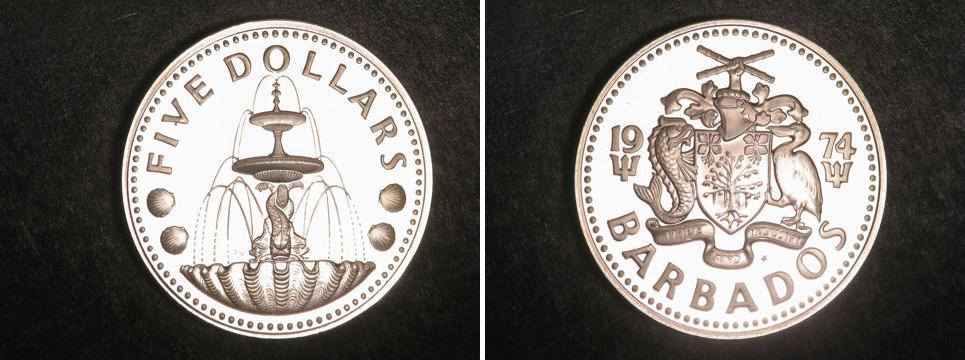 FIVE DOLLARS
19 74
PRIDE AND INDUSTRY
BARBADOS